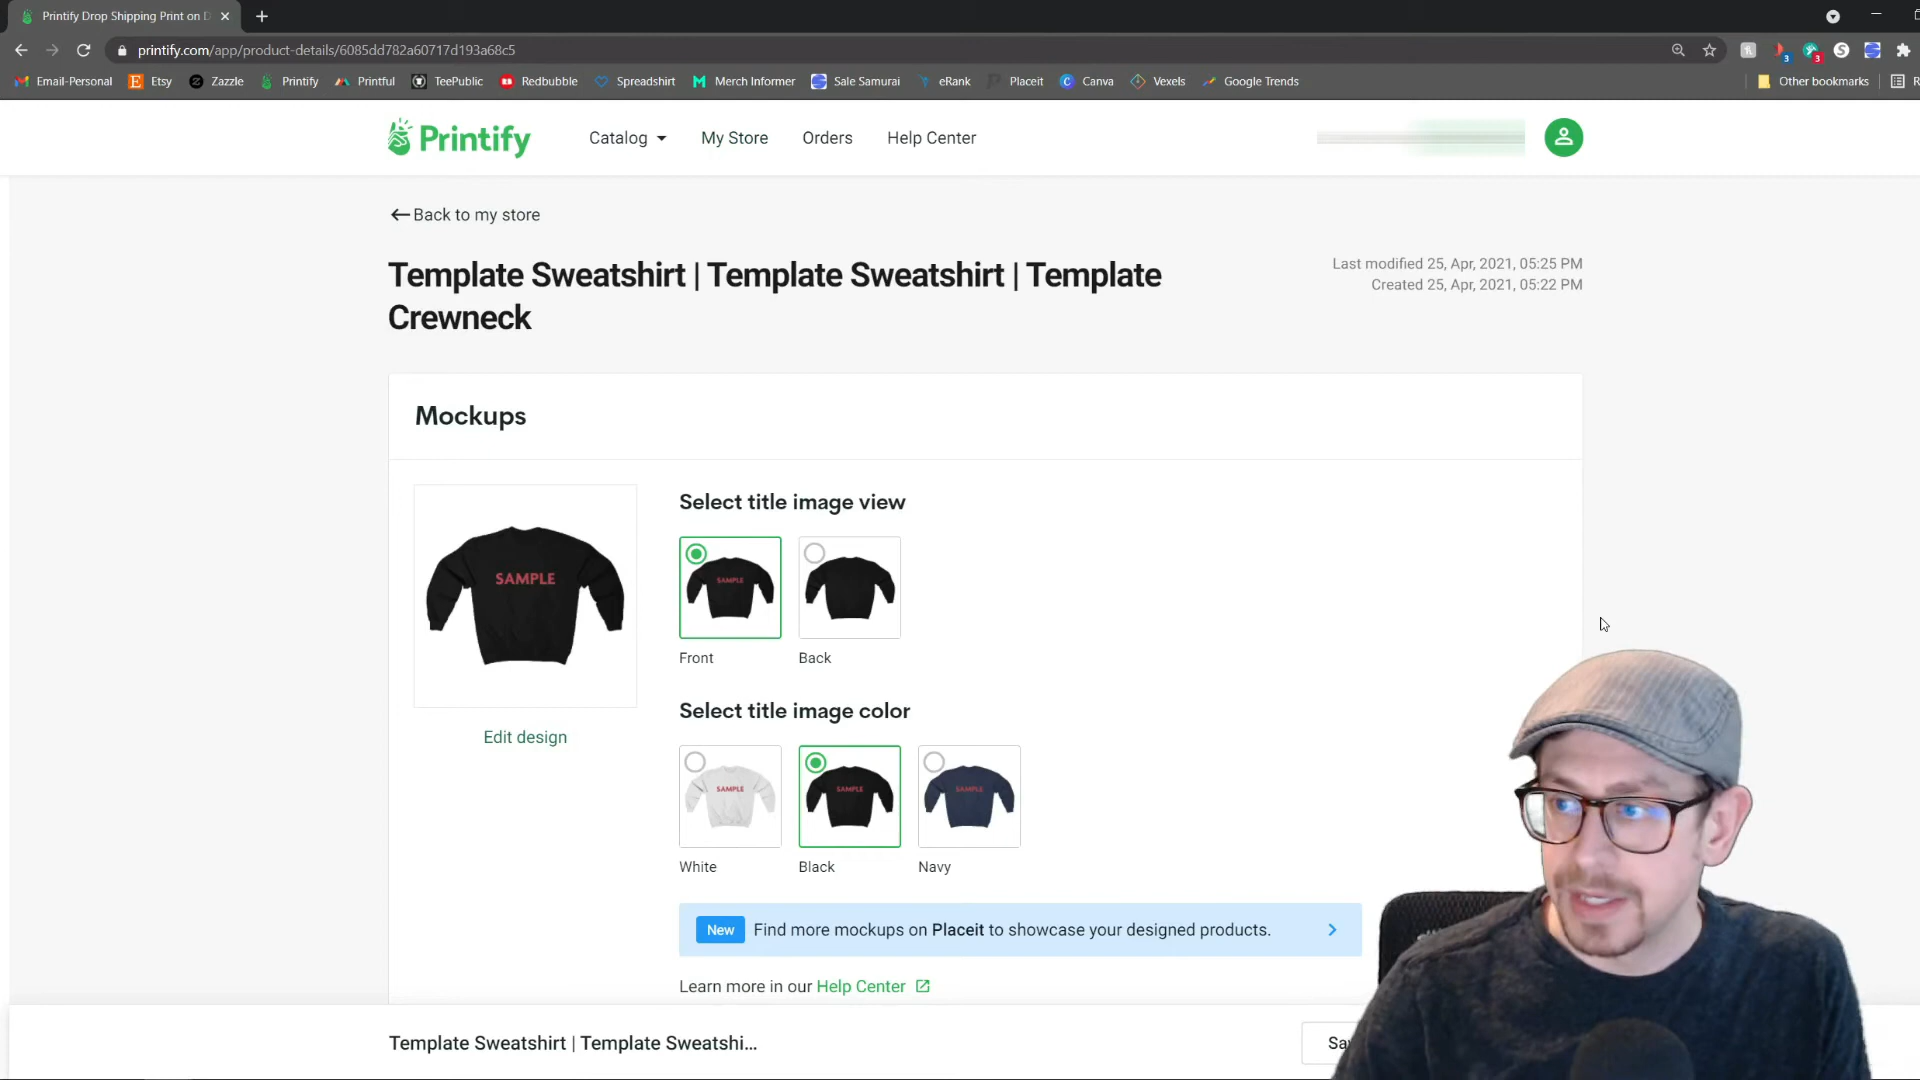 Printify Drop Shipping Print on D
printify.com/app/product-details/6085dd782a60717d193a68c5
Email-Personal Etsy Zazzle Printify Printful TeePublic Redbubble Spreadshirt Merch Informer Sale Samurai eRank Placeit Canva Vexels Google Trends Other bookmarks R
Printify Catalog My Store Orders Help Center
Back to my store
Template Sweatshirt | Template Sweatshirt | Template
Crewneck
Last modified 25, Apr, 2021, 05:25 PM
Created 25, Apr, 2021, 05:22 PM
Mockups
SAMPLE
Edit design
Select title image view
SAMPLE
Front Back
Select title image color
SAMPLE SAMPLE SAMPLE
White Black Navy
New Find more mockups on Placeit to showcase your designed products.
Learn more in our Help Center
Template Sweatshirt | Template Sweatshi...
Sa